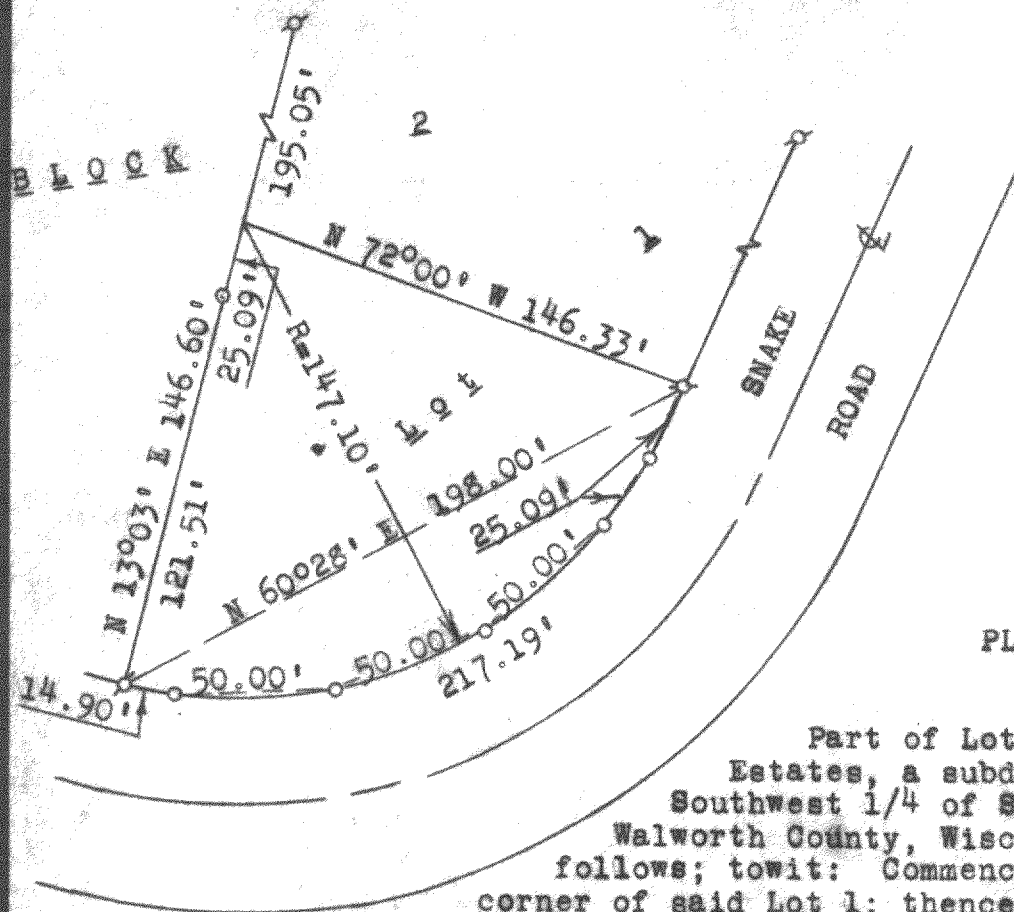 195.05'
2
BLOCK
1
N 72°00' W 146.33'
25.09'
R=147.10'
Lot
SNAKE
ROAD
N 13°03' E 146.60'
121.51'
N 60°28' E 198.00'
25.09'
50.00'
50.00'
50.00'
217.19'
14.90'
PL
Part of Lot
Estates, a subd
Southwest 1/4 of S
Walworth County, Wisc
follows; towit: Commenc
corner of said Lot 1; thence